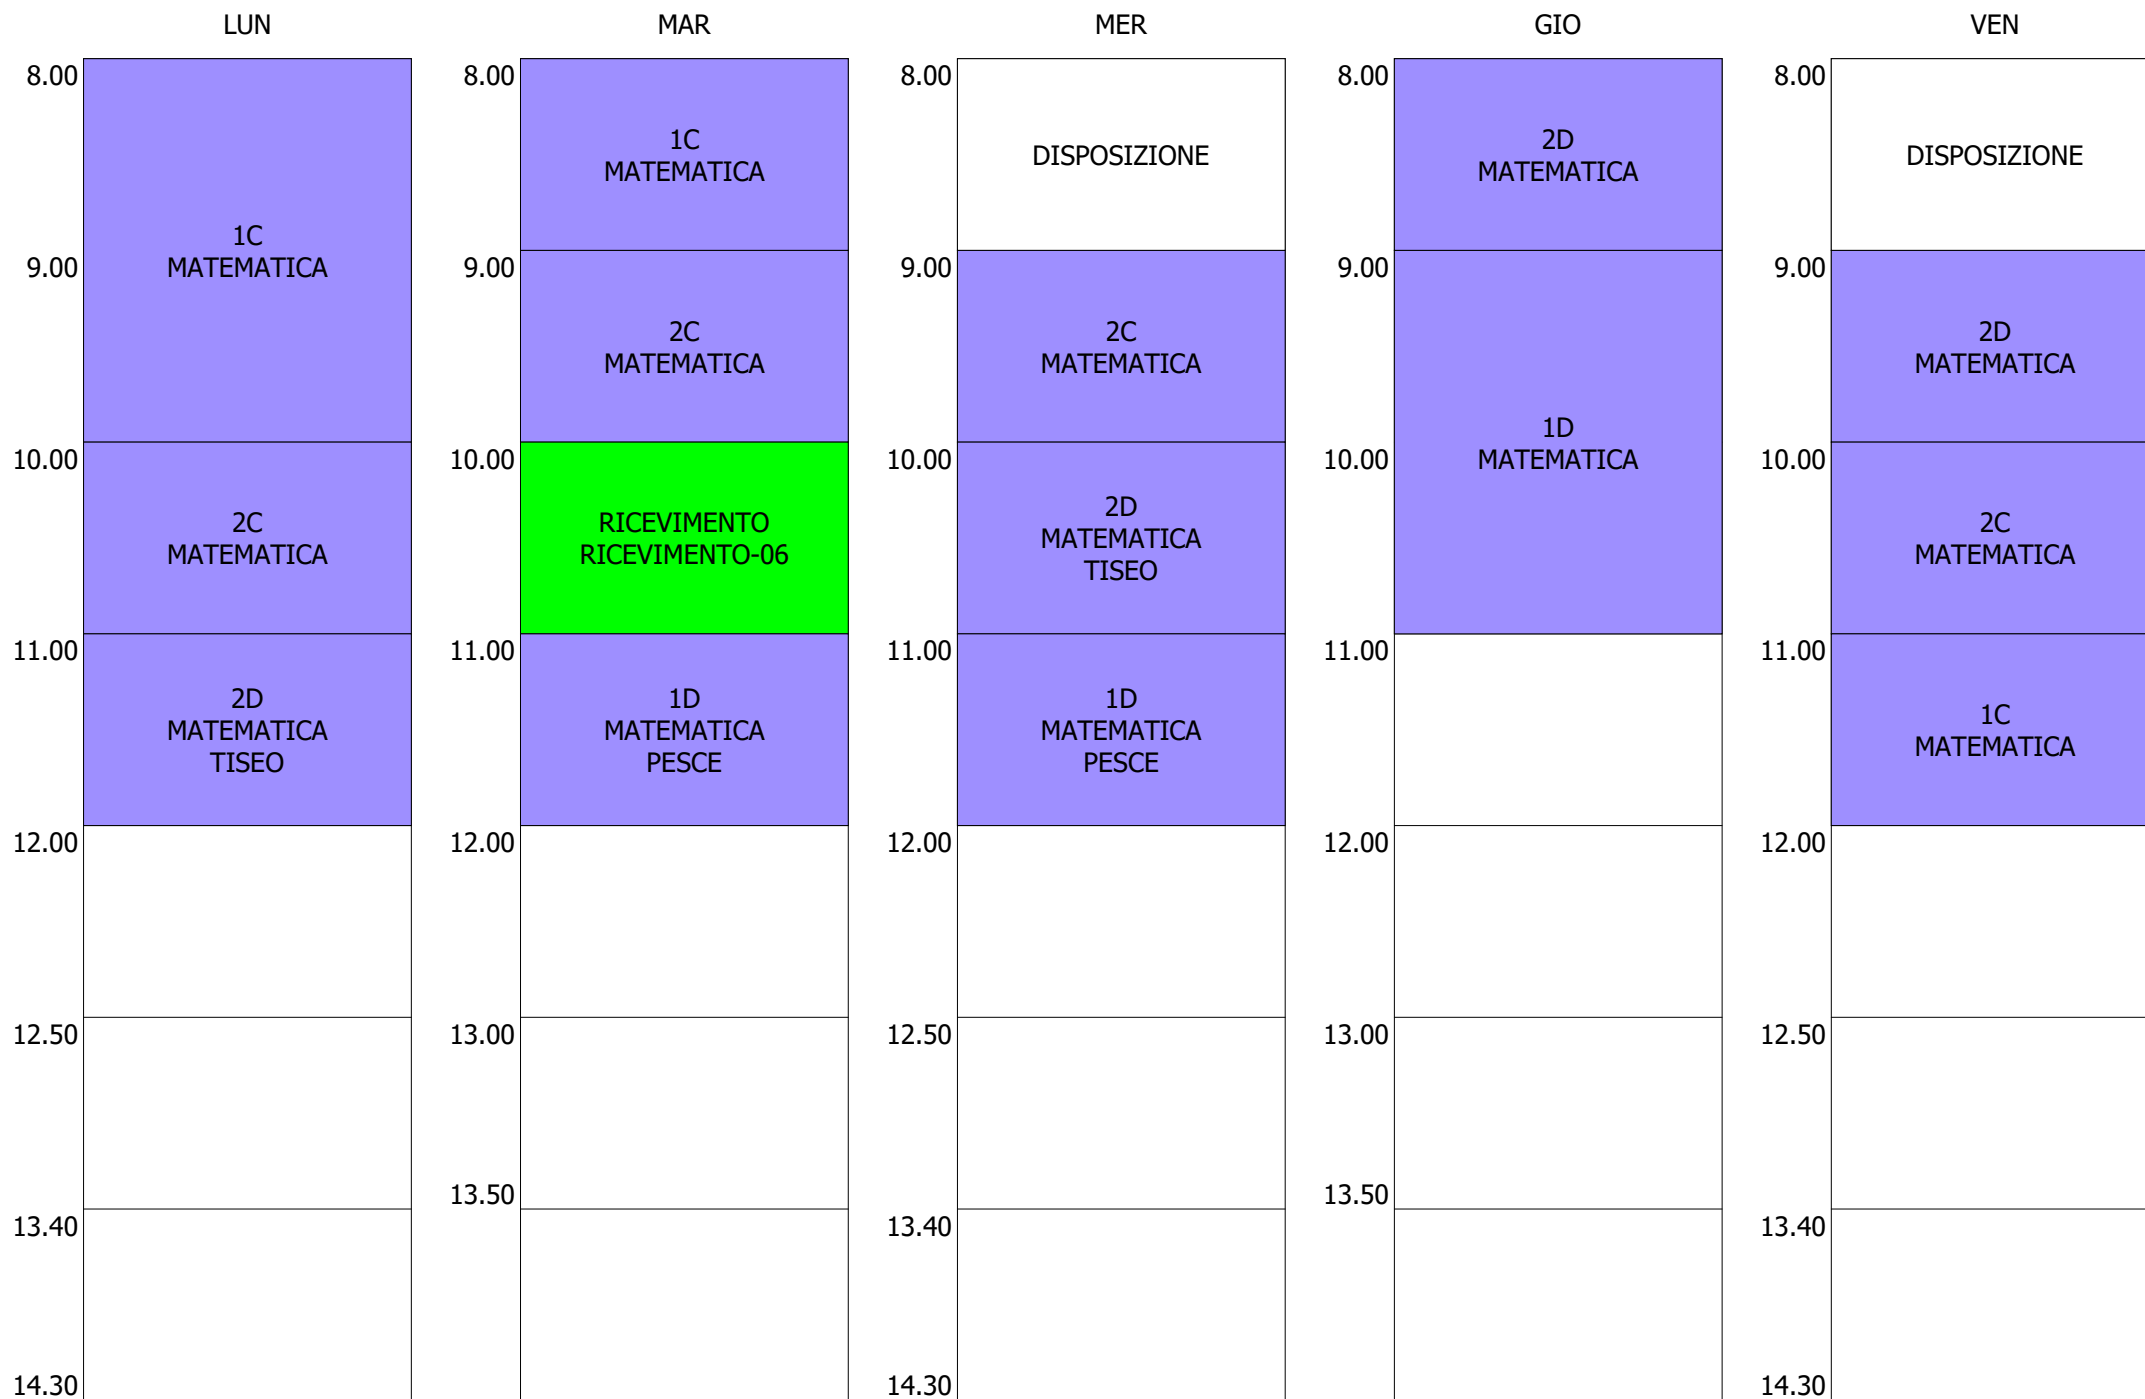 LUN
8.00
1C
MATEMATICA
9.00
10.00
2C
MATEMATICA
11.00
2D
MATEMATICA
TISEO
12.00
12.50
13.40
14.30
MAR
8.00
1C
MATEMATICA
9.00
2C
MATEMATICA
10.00
RICEVIMENTO
RICEVIMENTO-06
11.00
1D
MATEMATICA
PESCE
12.00
13.00
13.50
MER
8.00
DISPOSIZIONE
9.00
2C
MATEMATICA
10.00
2D
MATEMATICA
TISEO
11.00
1D
MATEMATICA
PESCE
12.00
12.50
13.40
14.30
GIO
8.00
2D
MATEMATICA
9.00
1D
MATEMATICA
10.00
11.00
12.00
13.00
13.50
VEN
8.00
DISPOSIZIONE
9.00
2D
MATEMATICA
10.00
2C
MATEMATICA
11.00
1C
MATEMATICA
12.00
12.50
13.40
14.30